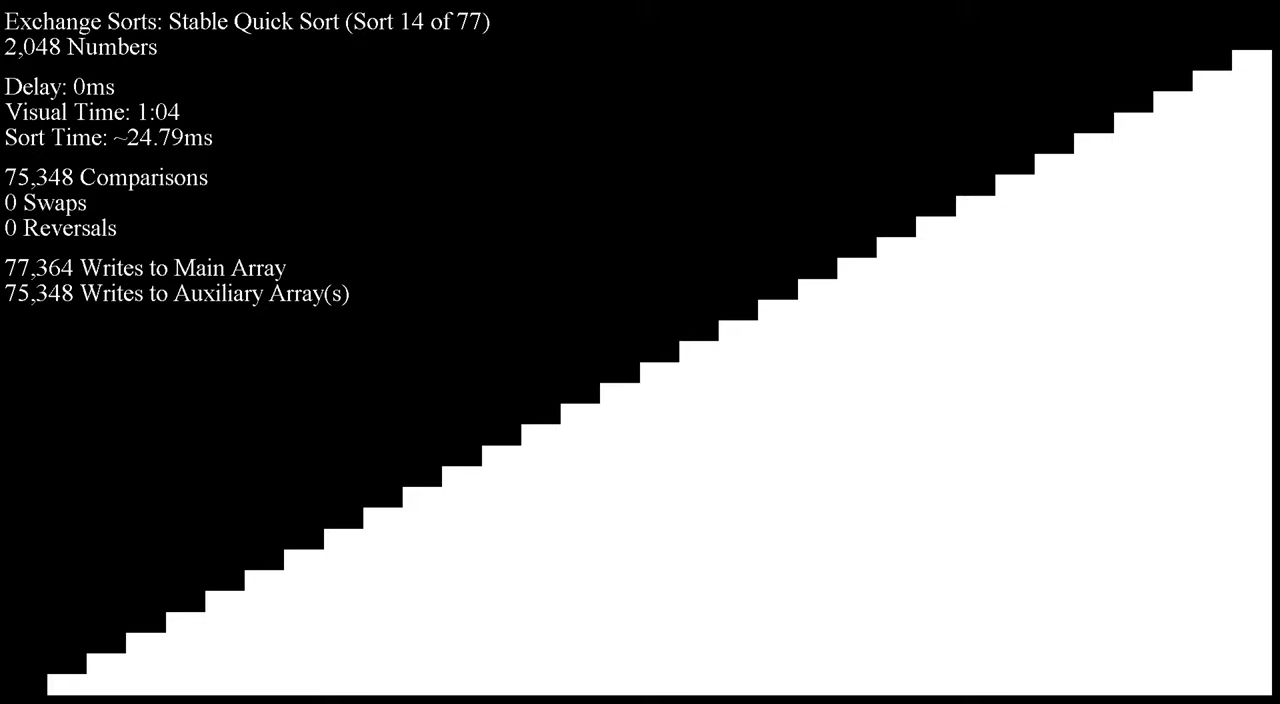 Exchange Sorts: Stable Quick Sort (Sort 14 of 77)
2,048 Numbers
Delay: 0ms
Visual Time: 1:04
Sort Time: ~24.79ms
75,348 Comparisons
0 Swaps
0 Reversals
77,364 Writes to Main Array
75,348 Writes to Auxiliary Array(s)